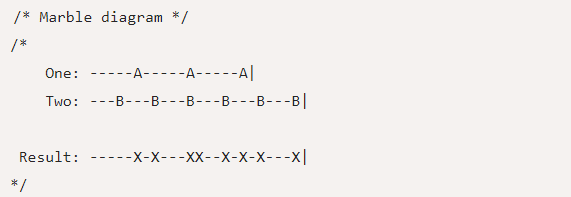 /* Marble diagram */
/*
One: -----A-----A-----A|
Two: ---B---B---B---B---B---B|
Result: -----X-X---XX--X-X-X---X|
*/